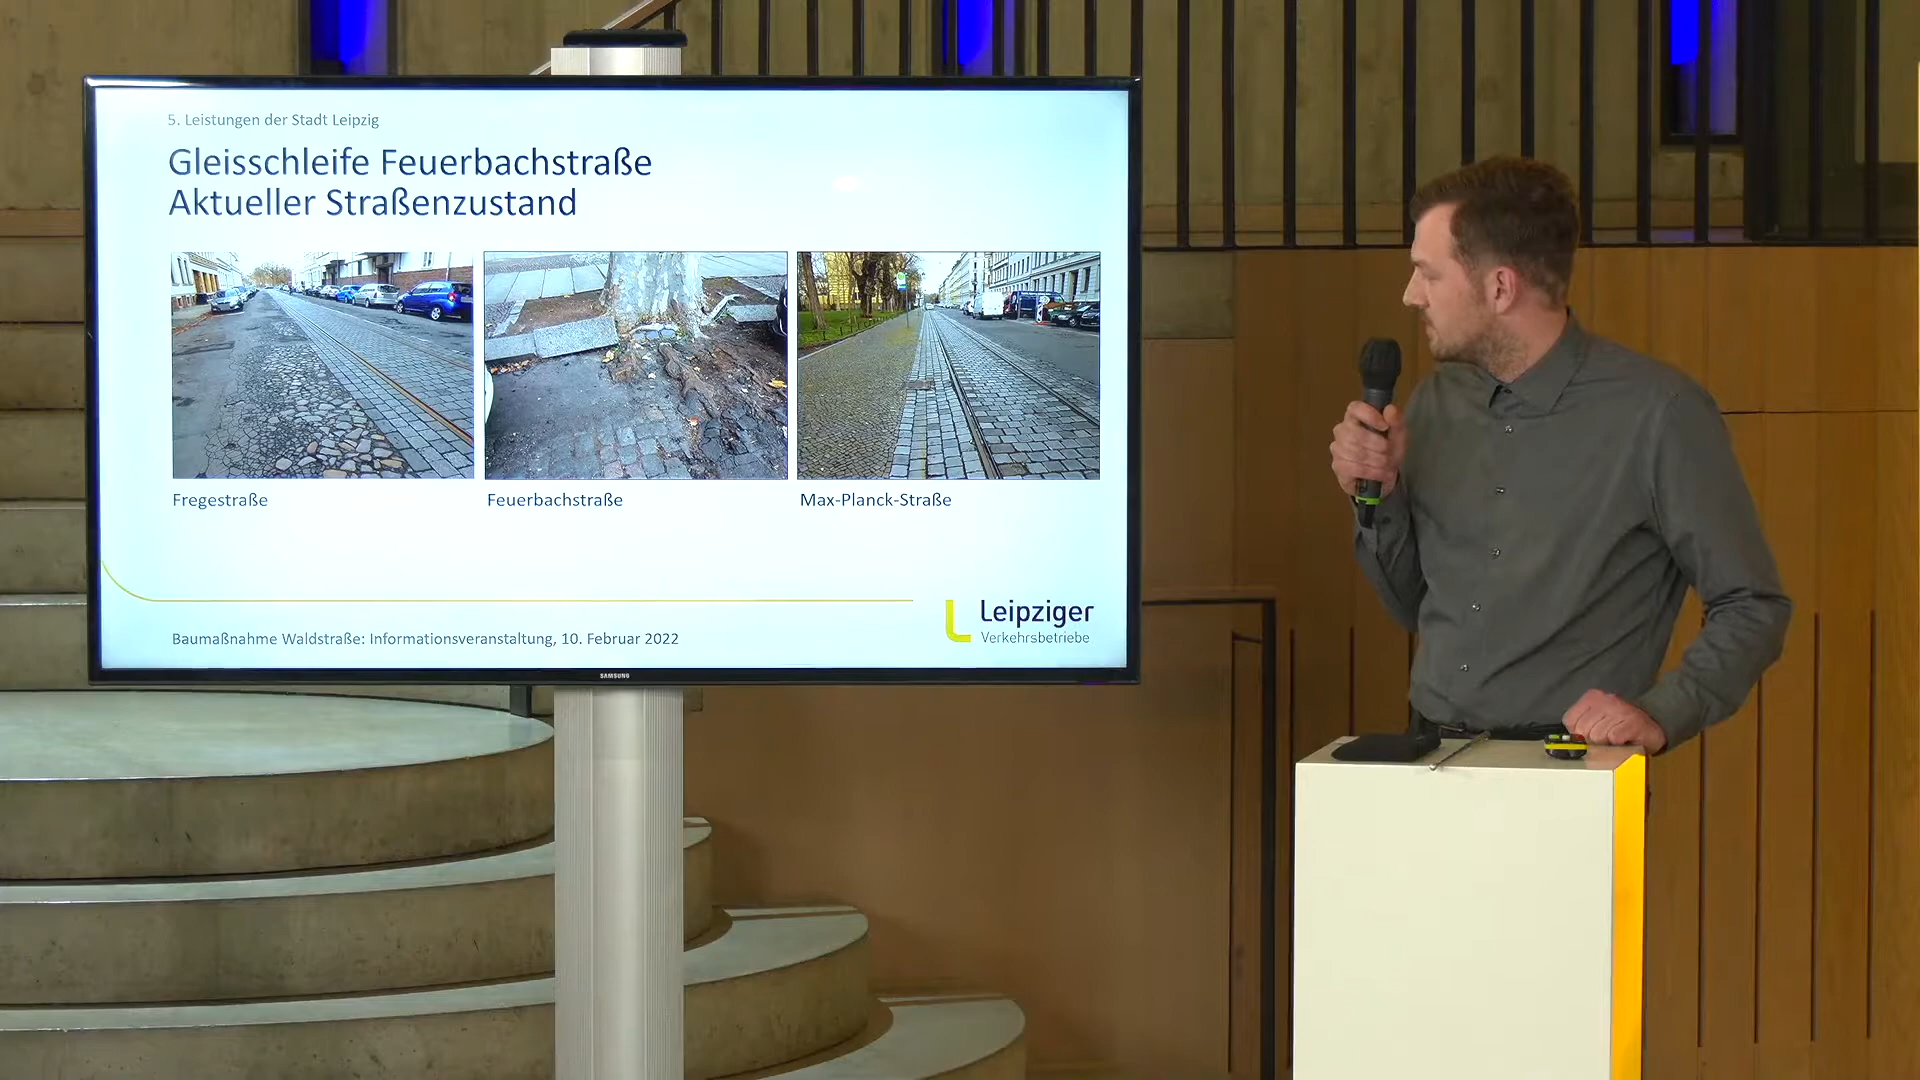 5. Leistungen der Stadt Leipzig
Gleisschleife Feuerbachstraße
Aktueller Straßenzustand
Fregestraße
Feuerbachstraße
Max-Planck-Straße
Baumaßnahme Waldstraße: Informationsveranstaltung, 10. Februar 2022
Leipziger
Verkehrsbetriebe
SAMSUNG